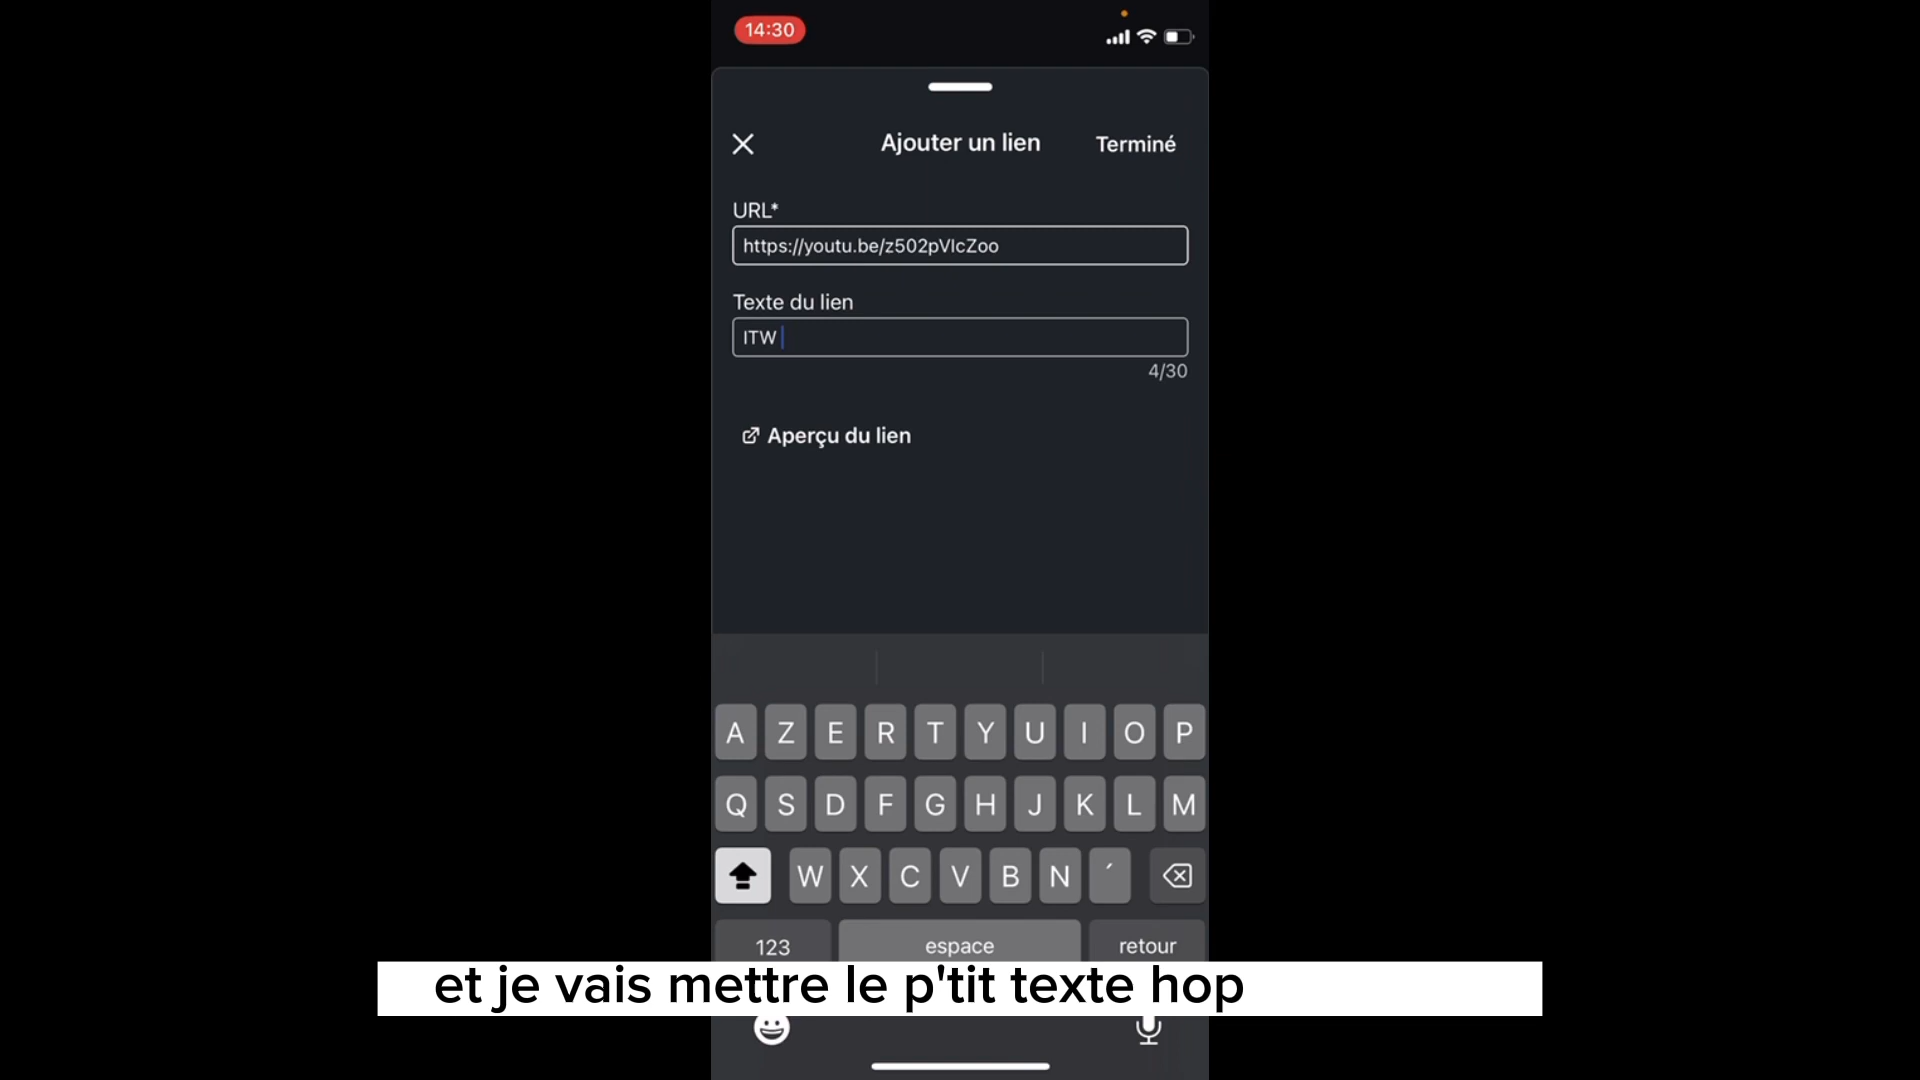 14:30
Ajouter un lien
Terminé
URL*
https://youtu.be/z502pVIcZoo
Texte du lien
ITW
4/30
Aperçu du lien
A Z E R T Y U I O P
Q S D F G H J K L M
W X C V B N ´
123 espace retour
et je vais mettre le p'tit texte hop